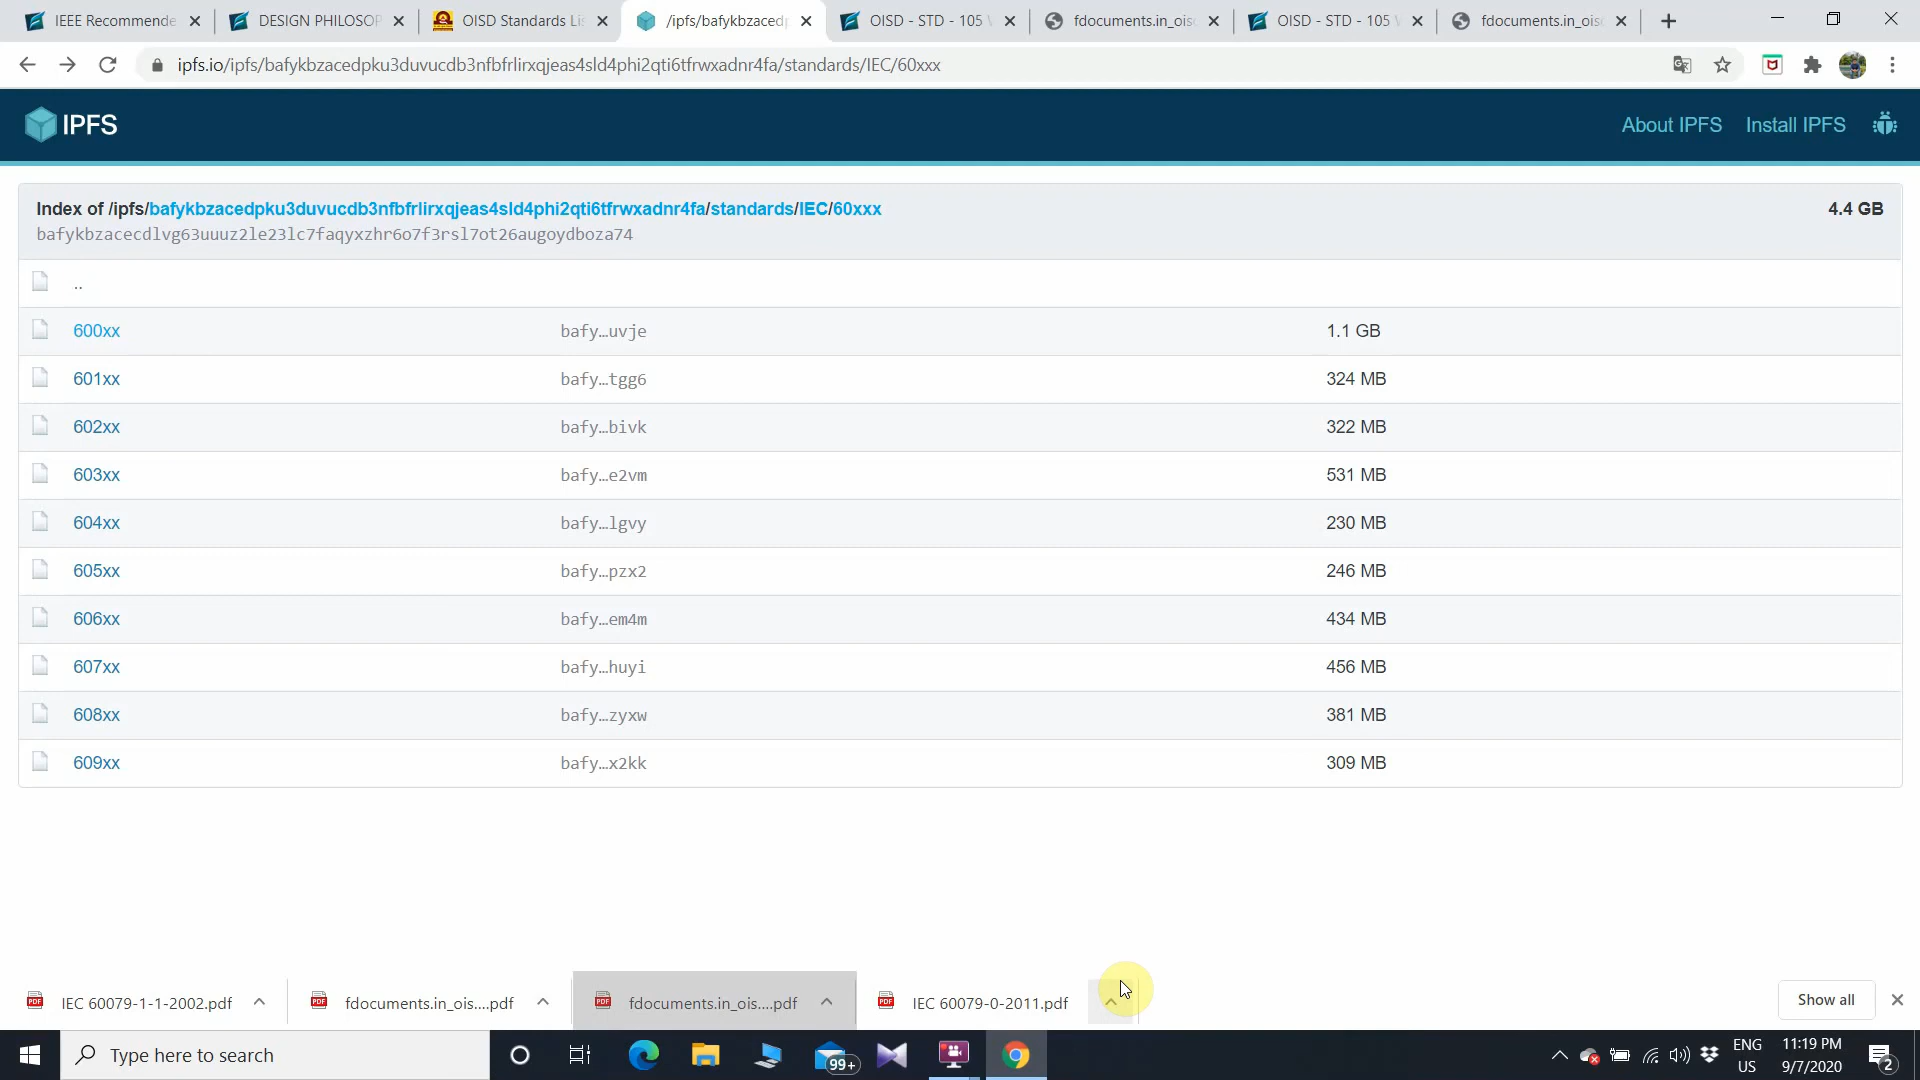 IEEE Recommende
DESIGN PHILOSOP
OISD Standards Lis
/ipfs/bafykbzacedp
OISD - STD - 105 V
fdocuments.in_ois
OISD - STD - 105 V
fdocuments.in_ois
ipfs.io/ipfs/bafykbzacedpku3duvucdb3nfbfrlirxqjeas4sld4phi2qti6tfrwxadnr4fa/standards/IEC/60xxx
IPFS
About IPFS
Install IPFS
Index of /ipfs/bafykbzacedpku3duvucdb3nfbfrlirxqjeas4sld4phi2qti6tfrwxadnr4fa/standards/IEC/60xxx
4.4 GB
bafykbzacecdlvg63uuuz2le23lc7faqyxzhr6o7f3rsl7ot26augoydboza74
..
600xx bafy…uvje 1.1 GB
601xx bafy…tgg6 324 MB
602xx bafy…bivk 322 MB
603xx bafy…e2vm 531 MB
604xx bafy…lgvy 230 MB
605xx bafy…pzx2 246 MB
606xx bafy…em4m 434 MB
607xx bafy…huyi 456 MB
608xx bafy…zyxw 381 MB
609xx bafy…x2kk 309 MB
IEC 60079-1-1-2002.pdf
fdocuments.in_ois....pdf
fdocuments.in_ois....pdf
IEC 60079-0-2011.pdf
Show all
Type here to search
99+
ENG
US
11:19 PM
9/7/2020
2